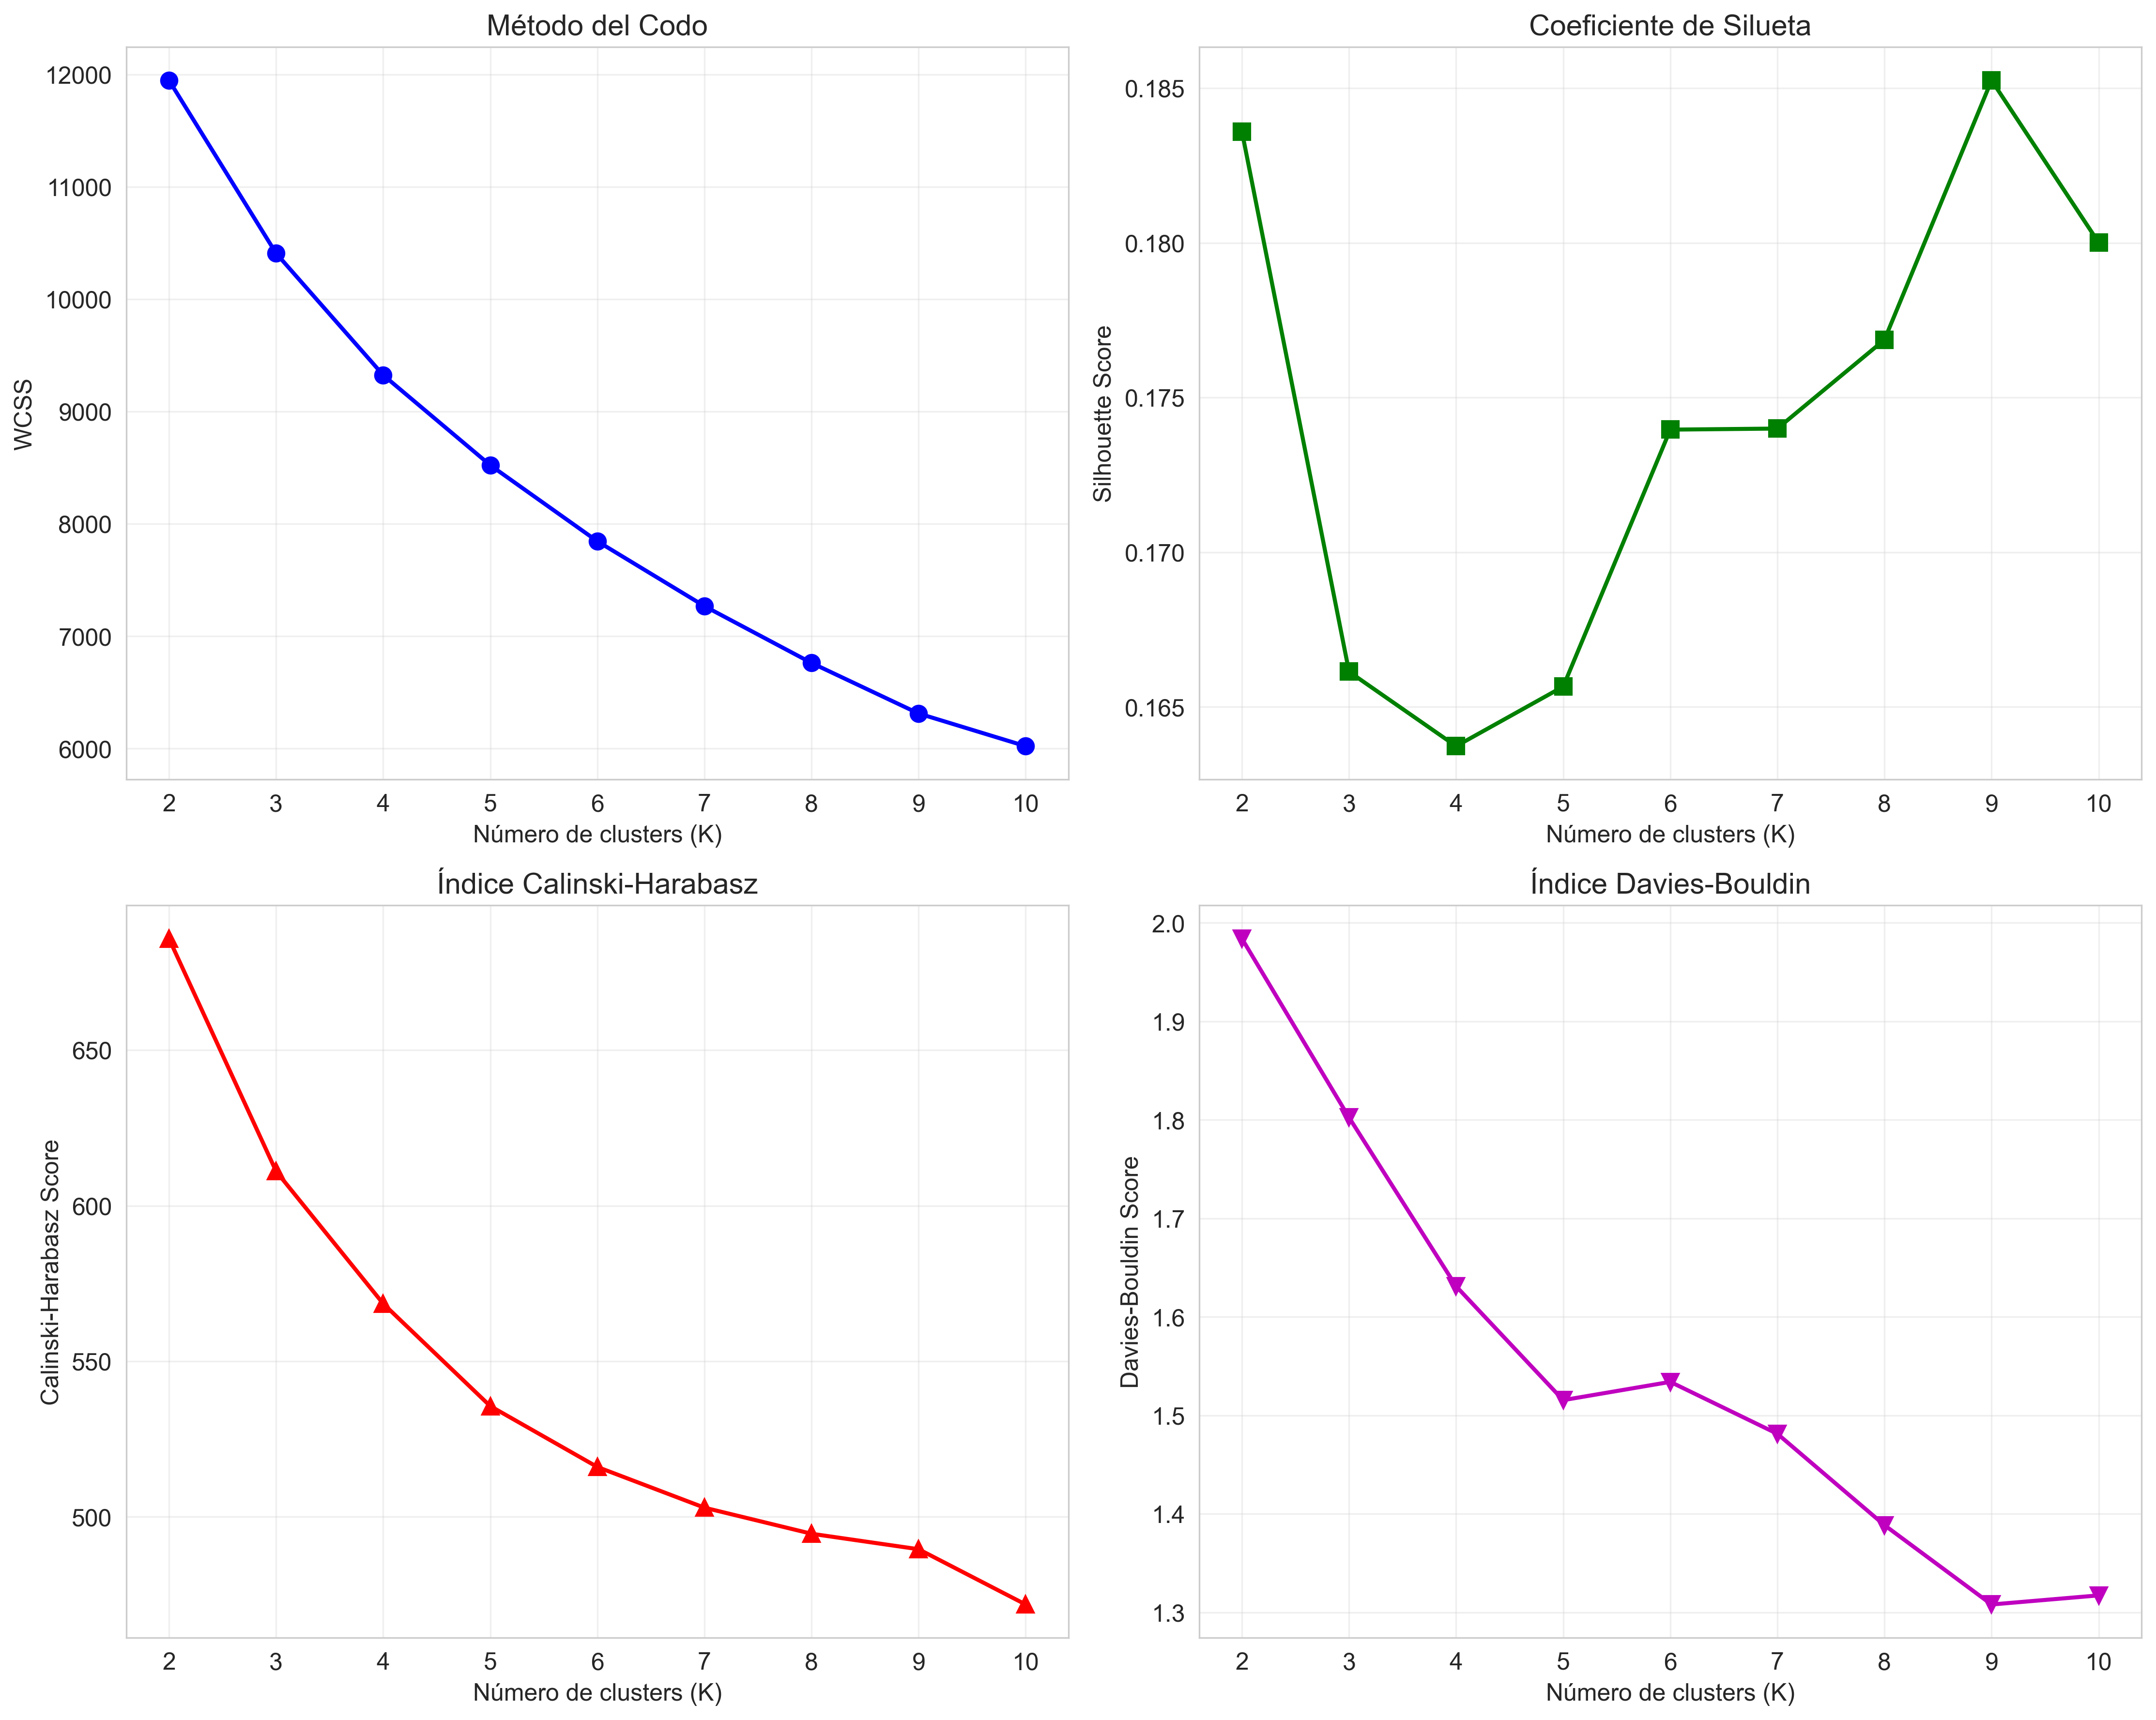 Método del Codo
12000
11000
10000
9000
8000
7000
6000
WCSS
2 3 4 5 6 7 8 9 10
Número de clusters (K)
Coeficiente de Silueta
0.185
0.180
0.175
0.170
0.165
Silhouette Score
2 3 4 5 6 7 8 9 10
Número de clusters (K)
Índice Calinski-Harabasz
650
600
550
500
Calinski-Harabasz Score
2 3 4 5 6 7 8 9 10
Número de clusters (K)
Índice Davies-Bouldin
2.0
1.9
1.8
1.7
1.6
1.5
1.4
1.3
Davies-Bouldin Score
2 3 4 5 6 7 8 9 10
Número de clusters (K)